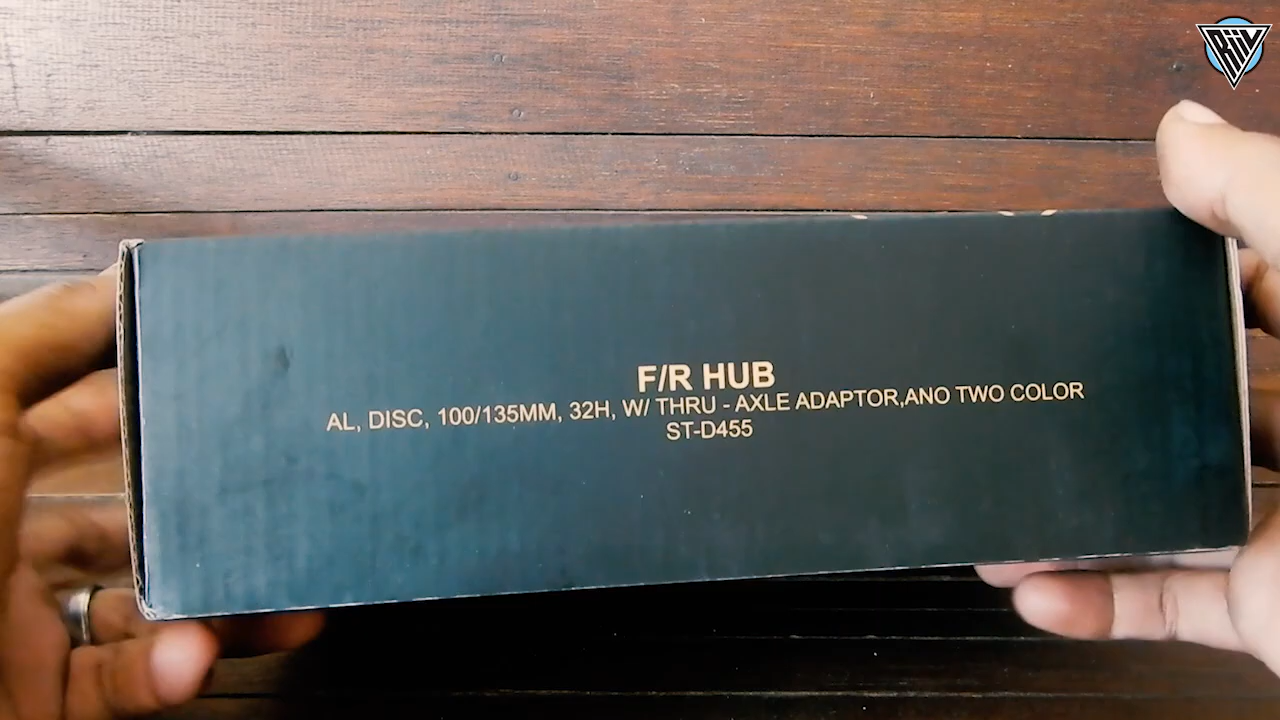 F/R HUB
AL, DISC, 100/135MM, 32H, W/ THRU - AXLE ADAPTOR,ANO TWO COLOR
ST-D455